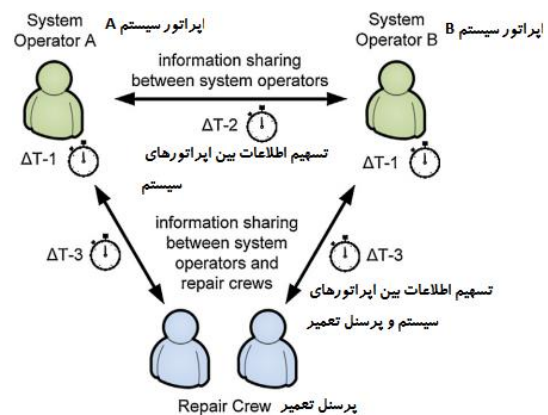 System
Operator A
اپراتور سیستم A
System
Operator B
اپراتور سیستم B
information sharing
between system operators
ΔT-1
ΔT-2
ΔT-1
تسهیم اطلاعات بین اپراتورهای
سیستم
information sharing
between system
operators and
repair crews
ΔT-3
ΔT-3
تسهیم اطلاعات بین اپراتورهای
سیستم و پرسنل تعمیر
Repair Crew پرسنل تعمیر